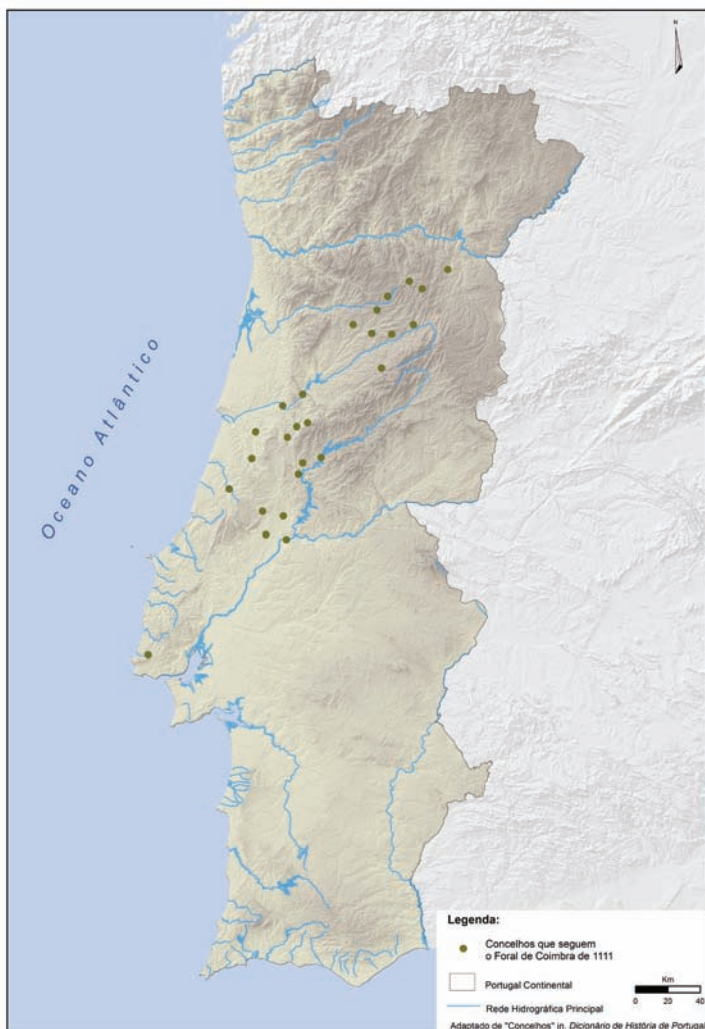 N
Oceano Atlântico
Legenda:
Concelhos que seguem
o Foral de Coimbra de 1111
Portugal Continental
Rede Hidrográfica Principal
Km
0 20 40
Adaptado de "Concelhos" in, Dicionário de História de Portugal